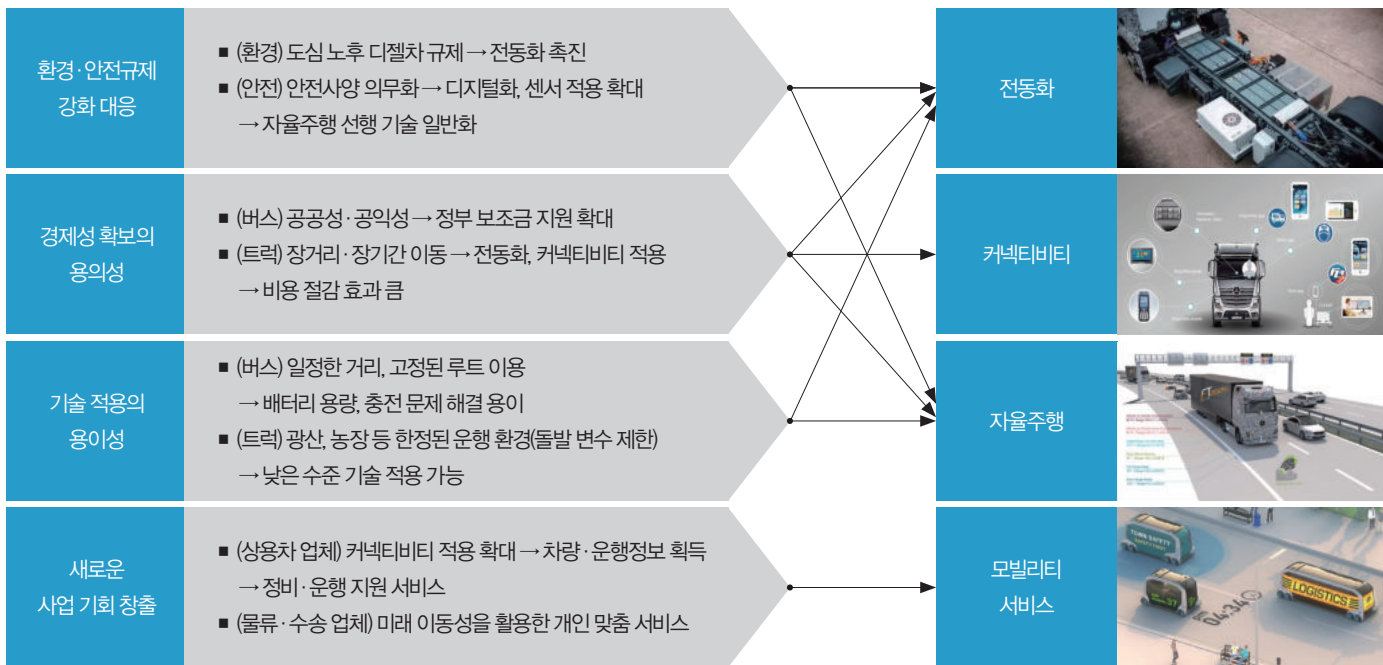 환경·안전규제
강화 대응
■ (환경) 도심 노후 디젤차 규제 → 전동화 촉진
■ (안전) 안전사양 의무화 → 디지털화, 센서 적용 확대
→ 자율주행 선행 기술 일반화
전동화
경제성 확보의
용의성
■ (버스) 공공성·공익성 → 정부 보조금 지원 확대
■ (트럭) 장거리·장기간 이동 → 전동화, 커넥티비티 적용
→ 비용 절감 효과 큼
커넥티비티
기술 적용의
용이성
■ (버스) 일정한 거리, 고정된 루트 이용
→ 배터리 용량, 충전 문제 해결 용이
■ (트럭) 광산, 농장 등 한정된 운행 환경(돌발 변수 제한)
→ 낮은 수준 기술 적용 가능
자율주행
새로운
사업 기회 창출
■ (상용차 업체) 커넥티비티 적용 확대 → 차량·운행정보 획득
→ 정비·운행 지원 서비스
■ (물류·수송 업체) 미래 이동성을 활용한 개인 맞춤 서비스
모빌리티
서비스
TOWN SAFETY
37
04:34
LOGISTICS